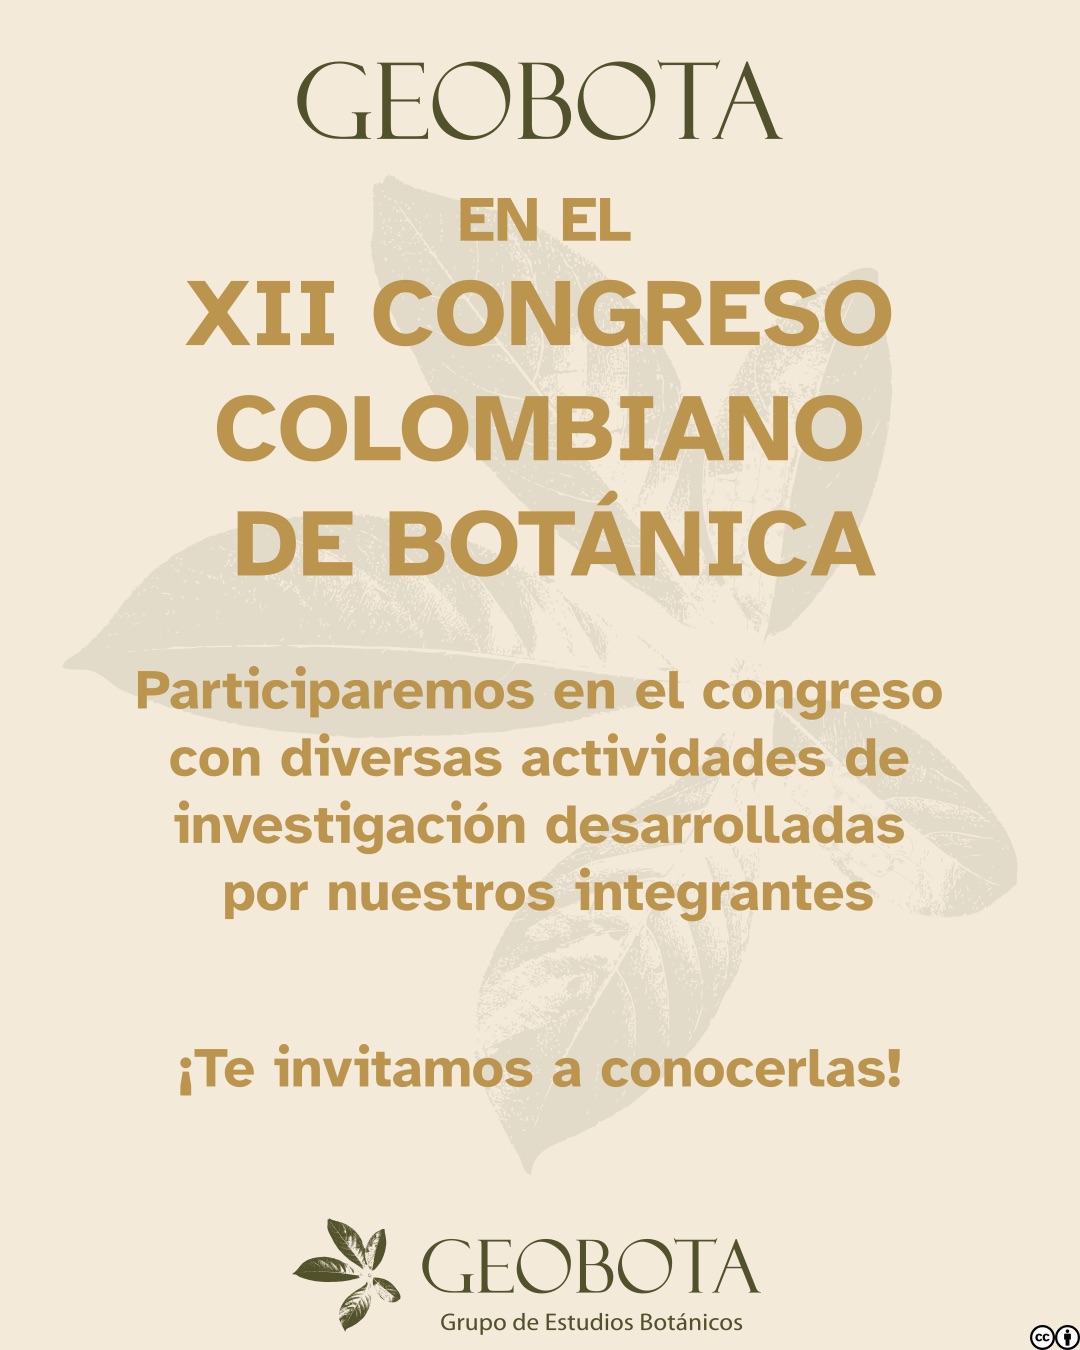 GEOBOTA
EN EL
XII CONGRESO
COLOMBIANO
DE BOTÁNICA
Participaremos en el congreso
con diversas actividades de
investigación desarrolladas
por nuestros integrantes
¡Te invitamos a conocerlas!
GEOBOTA
Grupo de Estudios Botánicos
cc